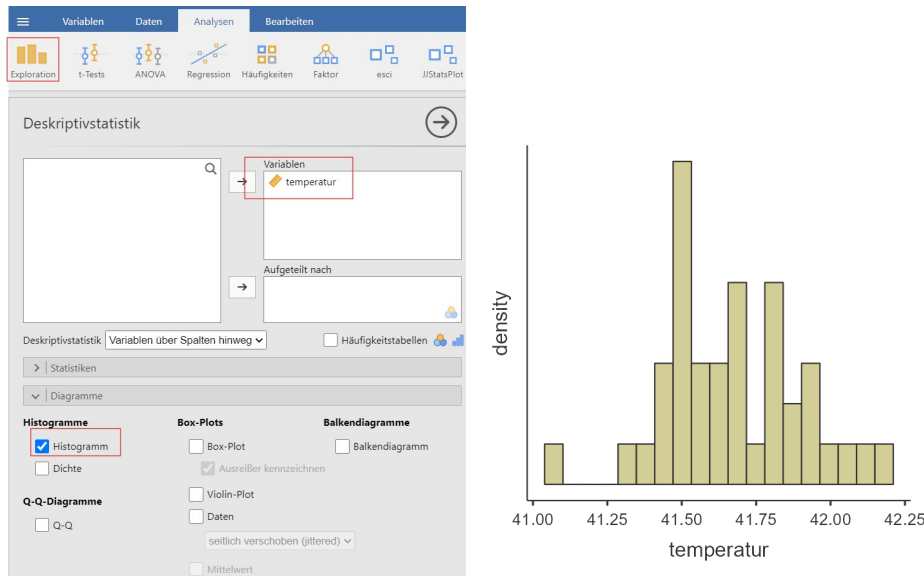 Variablen Daten Analysen Bearbeiten
Exploration t-Tests ANOVA Regression Häufigkeiten Faktor esci JJStatsPlot
Deskriptivstatistik
Variablen
temperatur
Aufgeteilt nach
Deskriptivstatistik Variablen über Spalten hinweg Häufigkeitstabellen
Statistiken
Diagramme
Histogramme Box-Plots Balkendiagramme
Histogramm Box-Plot Balkendiagramm
Dichte Ausreißer kennzeichnen
Violin-Plot
Q-Q-Diagramme Daten
Q-Q seitlich verschoben (jittered)
Mittelwert
density
41.00 41.25 41.50 41.75 42.00 42.25
temperatur